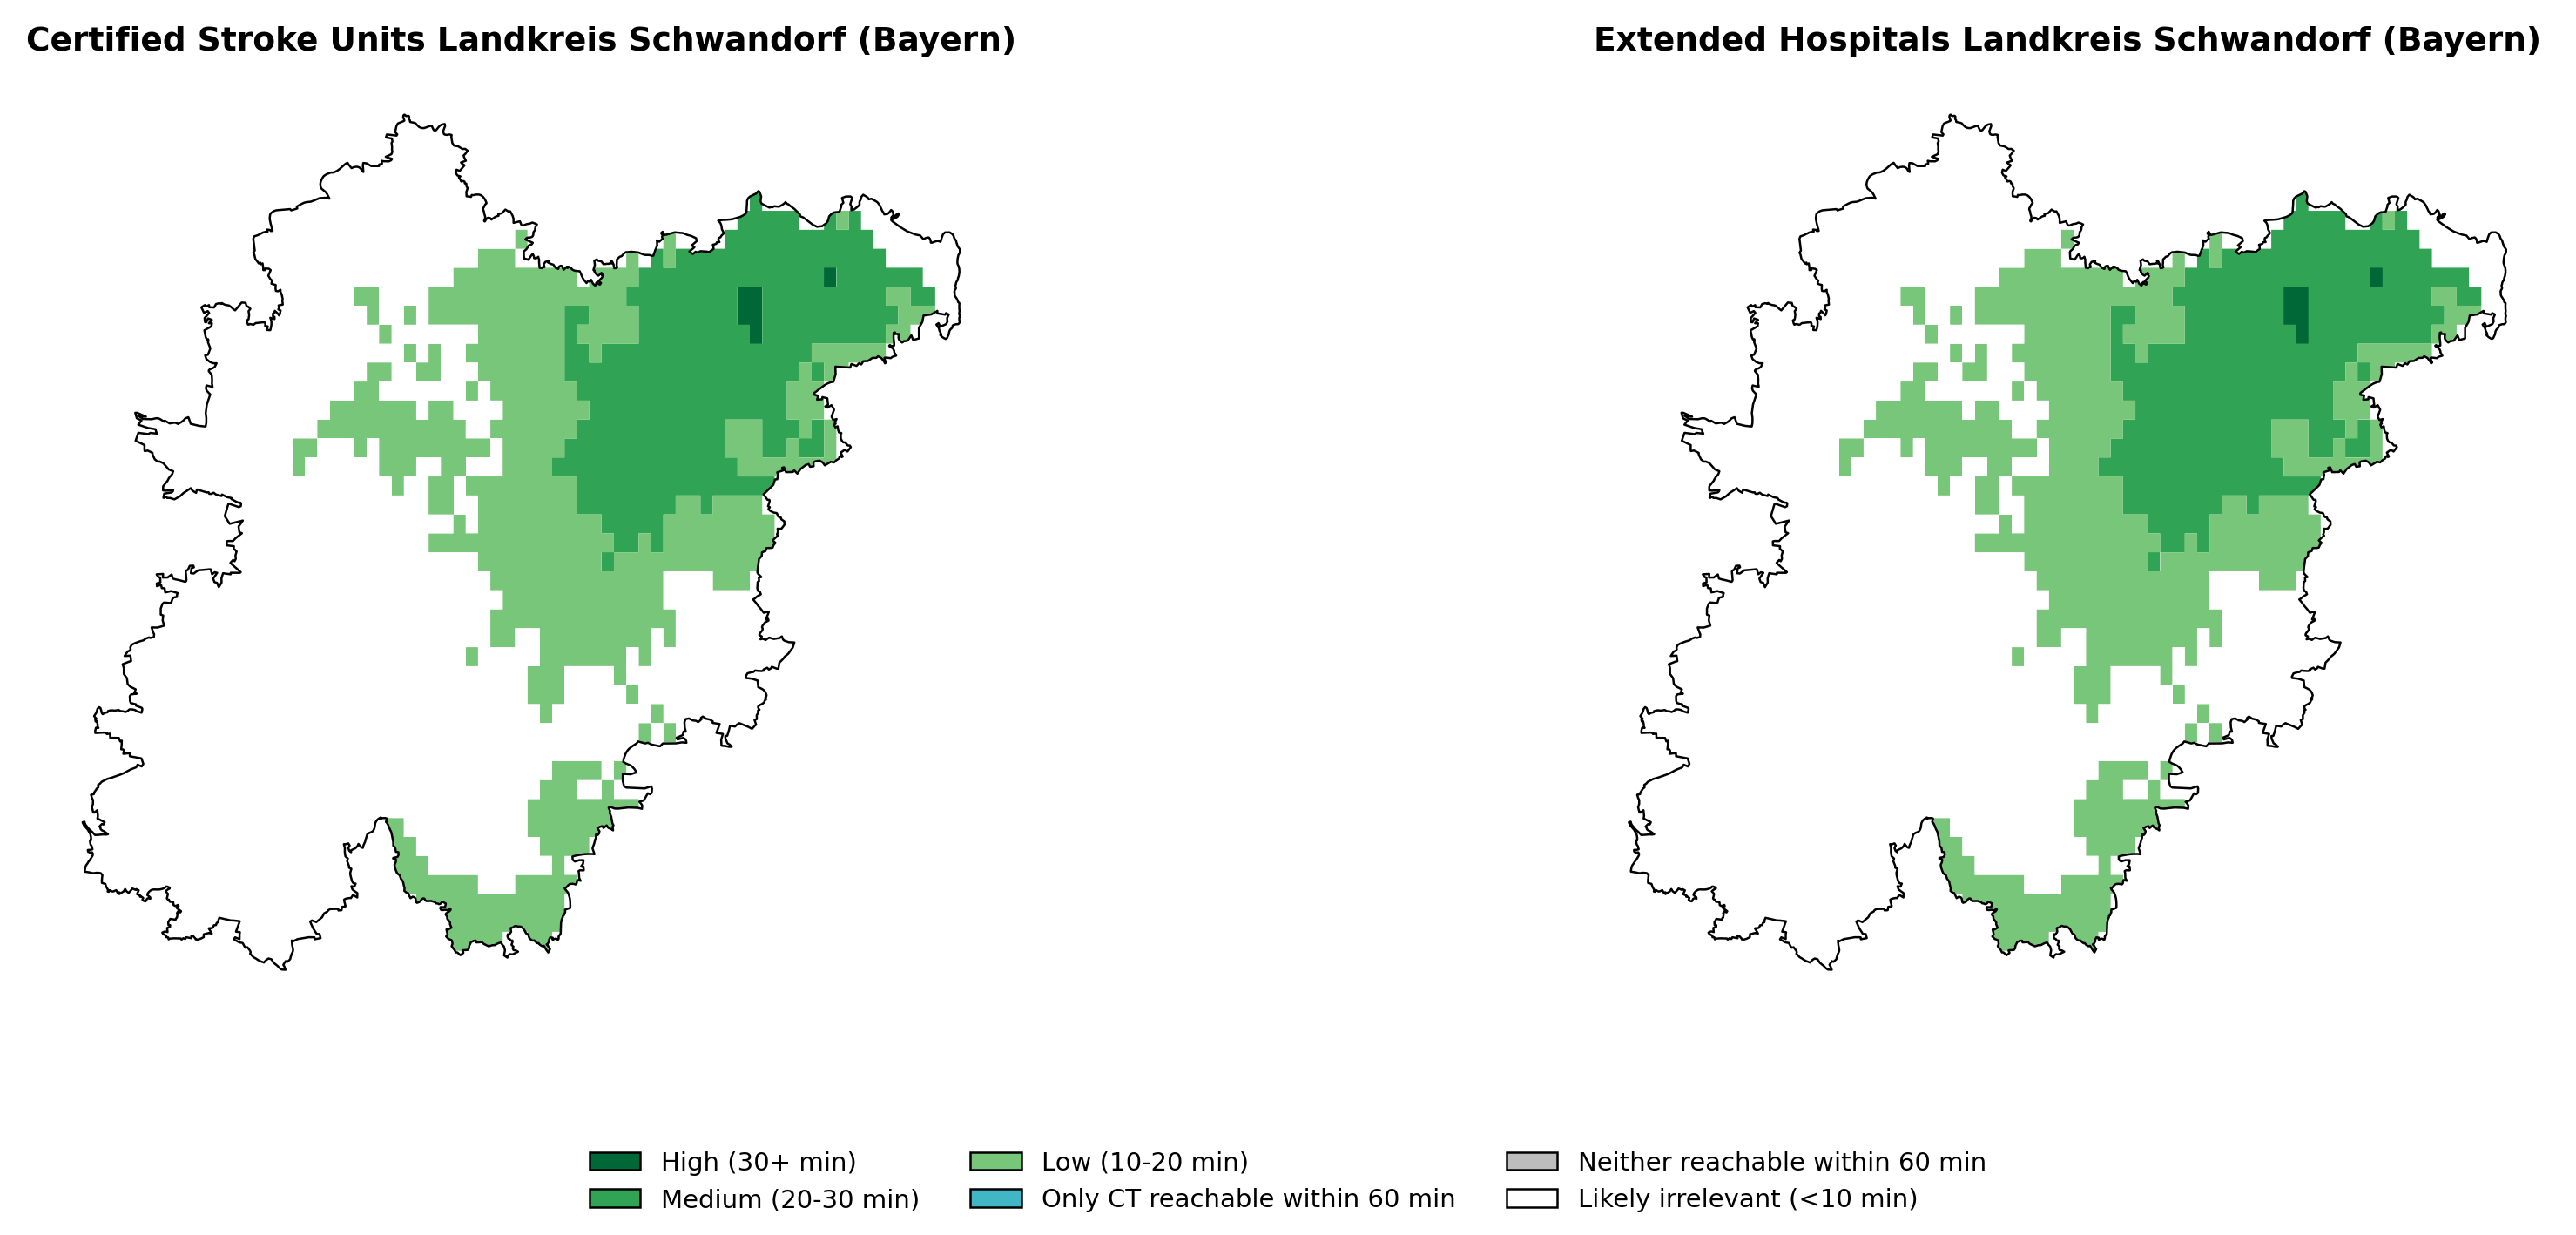 Certified Stroke Units Landkreis Schwandorf (Bayern)
Extended Hospitals Landkreis Schwandorf (Bayern)
High (30+ min)
Medium (20-30 min)
Low (10-20 min)
Only CT reachable within 60 min
Neither reachable within 60 min
Likely irrelevant (<10 min)